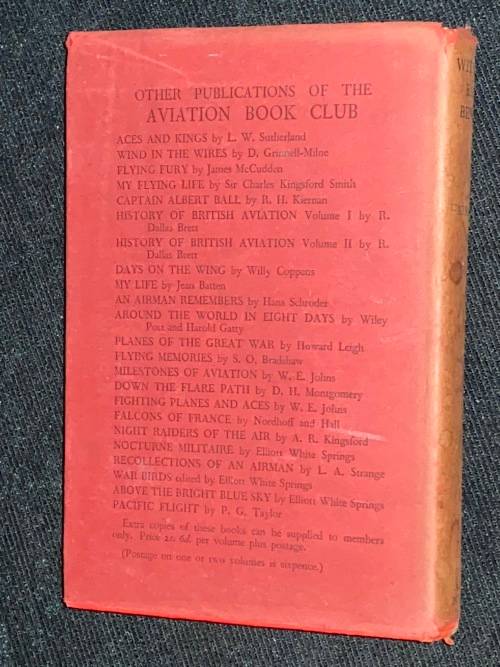 OTHER PUBLICATIONS OF THE
AVIATION BOOK CLUB
ACES AND KINGS by L. W. Sutherland
WIND IN THE WIRES by D. Grinnell-Milne
FLYING FURY by James McCudden
MY FLYING LIFE by Sir Charles Kingsford Smith
CAPTAIN ALBERT BALL by R. H. Kiernan
HISTORY OF BRITISH AVIATION Volume I by R.
Dallas Brett
HISTORY OF BRITISH AVIATION Volume II by R.
Dallas Brett
DAYS ON THE WING by Willy Coppens
MY LIFE by Jean Batten
AN AIRMAN REMEMBERS by Hans Schroder
AROUND THE WORLD IN EIGHT DAYS by Wiley
Post and Harold Gatty
PLANES OF THE GREAT WAR by Howard Leigh
FLYING MEMORIES by S. O. Bradshaw
MILESTONES OF AVIATION by W. E. Johns
DOWN THE FLARE PATH by D. H. Montgomery
FIGHTING PLANES AND ACES by W. E. Johns
FALCONS OF FRANCE by Nordhoff and Hall
NIGHT RAIDERS OF THE AIR by A. R. Kingsford
NOCTURNE MILITAIRE by Elliott White Springs
RECOLLECTIONS OF AN AIRMAN by L. A. Strange
WAR BIRDS edited by Elliott White Springs
ABOVE THE BRIGHT BLUE SKY by Elliott White Springs
PACIFIC FLIGHT by P. G. Taylor
Extra copies of these books can be supplied to members
only. Price 2s. 6d. per volume plus postage.
(Postage on one or two volumes is sixpence.)